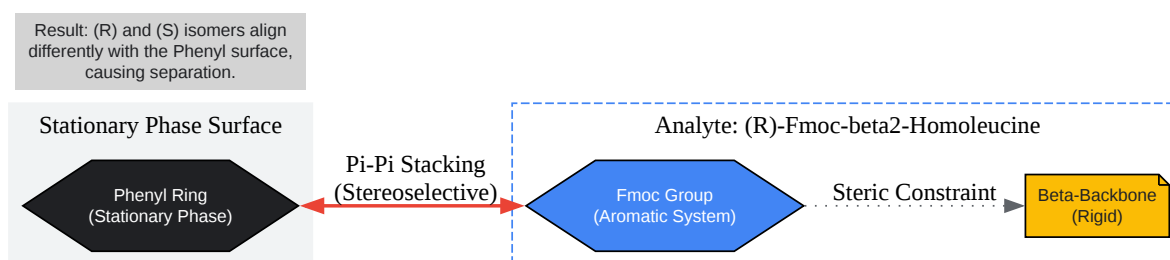 Result: (R) and (S) isomers align
differently with the Phenyl surface,
causing separation.
Stationary Phase Surface
Analyte: (R)-Fmoc-beta2-Homoleucine
Phenyl Ring
(Stationary Phase)
Pi-Pi Stacking
(Stereoselective)
Fmoc Group
(Aromatic System)
Steric Constraint
Beta-Backbone
(Rigid)